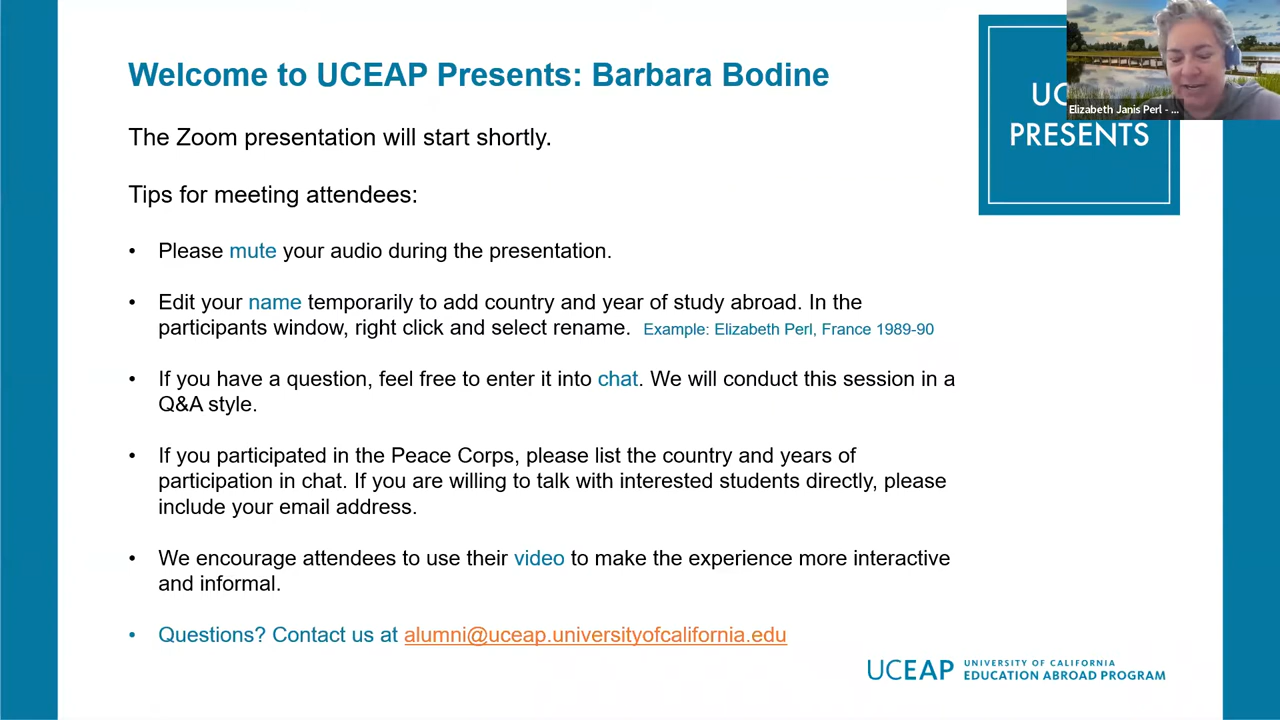 Welcome to UCEAP Presents: Barbara Bodine
The Zoom presentation will start shortly.
Tips for meeting attendees:
• Please mute your audio during the presentation.
• Edit your name temporarily to add country and year of study abroad. In the
participants window, right click and select rename. Example: Elizabeth Perl, France 1989-90
• If you have a question, feel free to enter it into chat. We will conduct this session in a
Q&A style.
• If you participated in the Peace Corps, please list the country and years of
participation in chat. If you are willing to talk with interested students directly, please
include your email address.
• We encourage attendees to use their video to make the experience more interactive
and informal.
• Questions? Contact us at alumni@uceap.universityofcalifornia.edu
UC
PRESENTS
Elizabeth Janis Perl - ...
UCEAP
UNIVERSITY OF CALIFORNIA
EDUCATION ABROAD PROGRAM